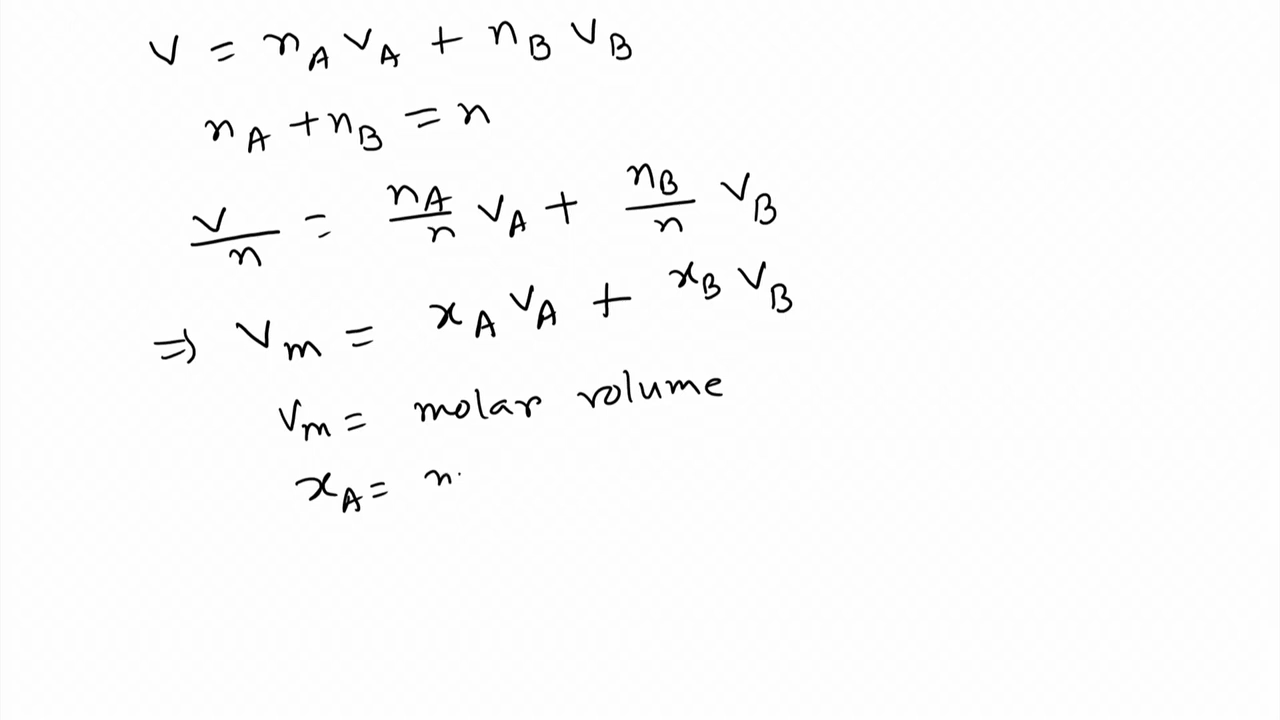 V = n_A V_A + n_B V_B
n_A + n_B = n
V/n = n_A/n V_A + n_B/n V_B
⇒ V_m = x_A V_A + x_B V_B
V_m = molar volume
x_A =